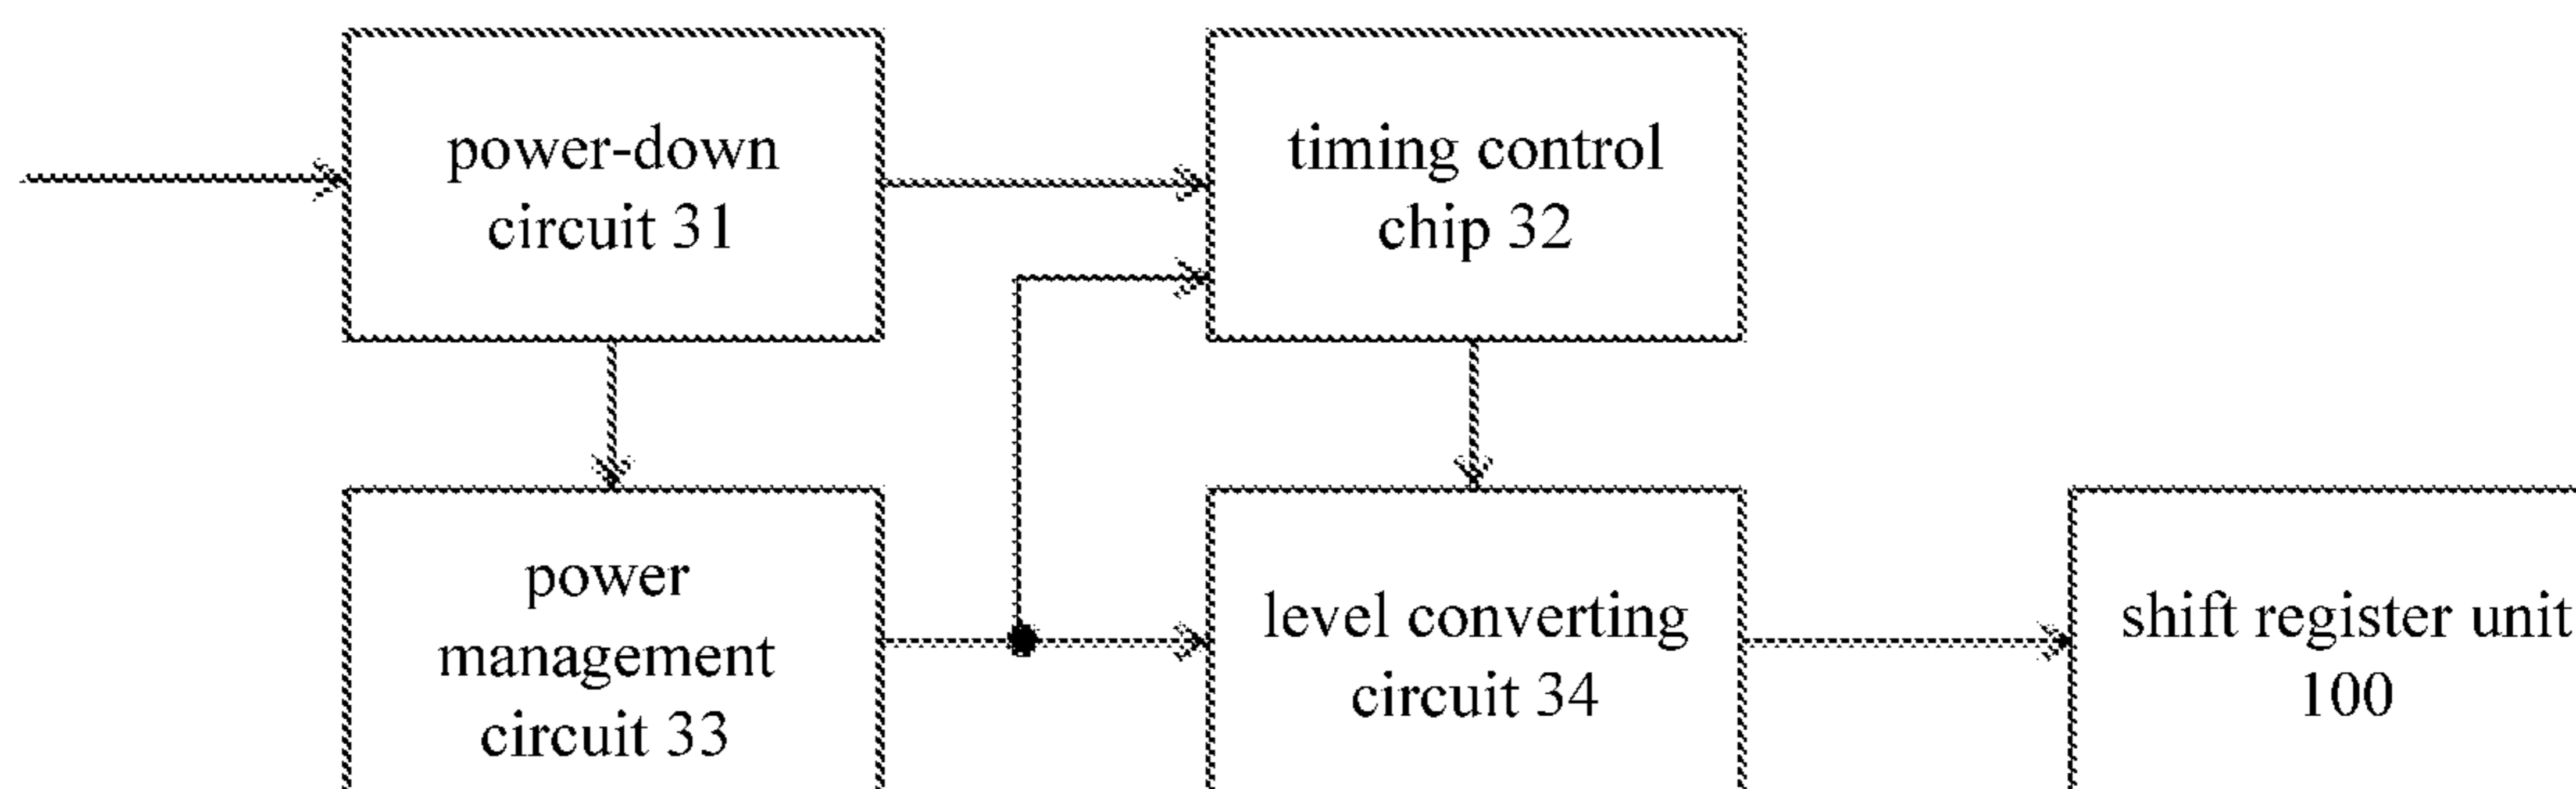 power-down
circuit 31
timing control
chip 32
power
management
circuit 33
level converting
circuit 34
shift register unit
100